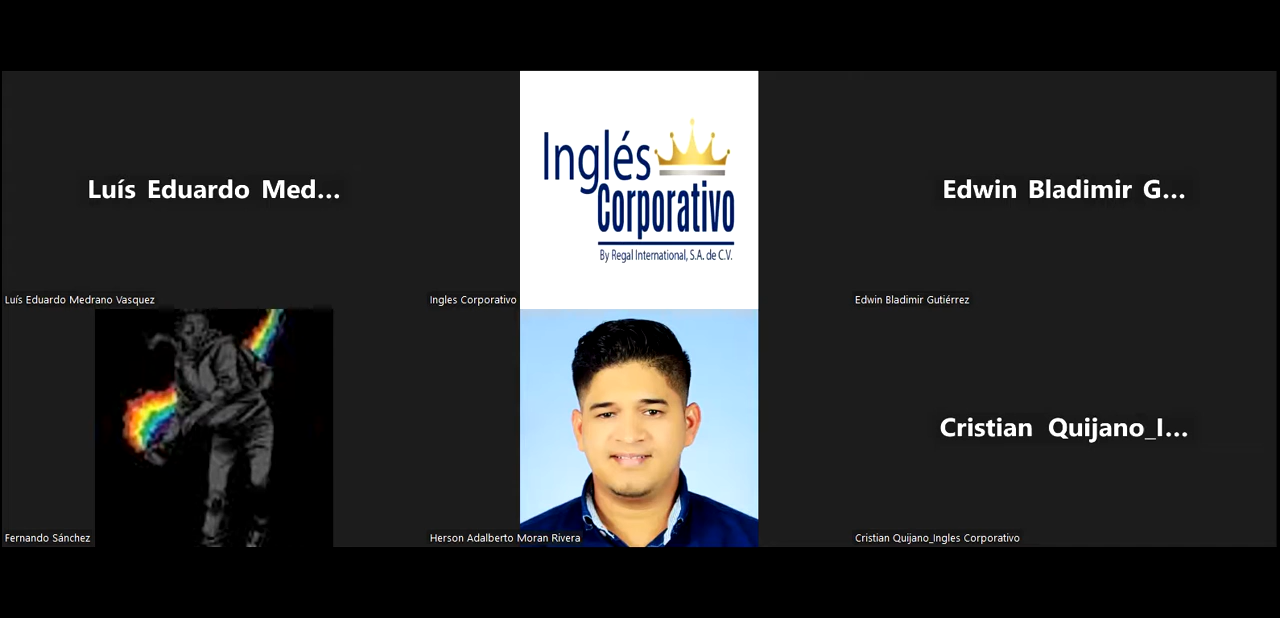 Luís Eduardo Med...
Inglés
Corporativo
By Regal International, S.A. de C.V.
Edwin Bladimir G...
Luís Eduardo Medrano Vasquez
Ingles Corporativo
Edwin Bladimir Gutiérrez
Cristian Quijano_I...
Fernando Sánchez
Herson Adalberto Moran Rivera
Cristian Quijano_Ingles Corporativo